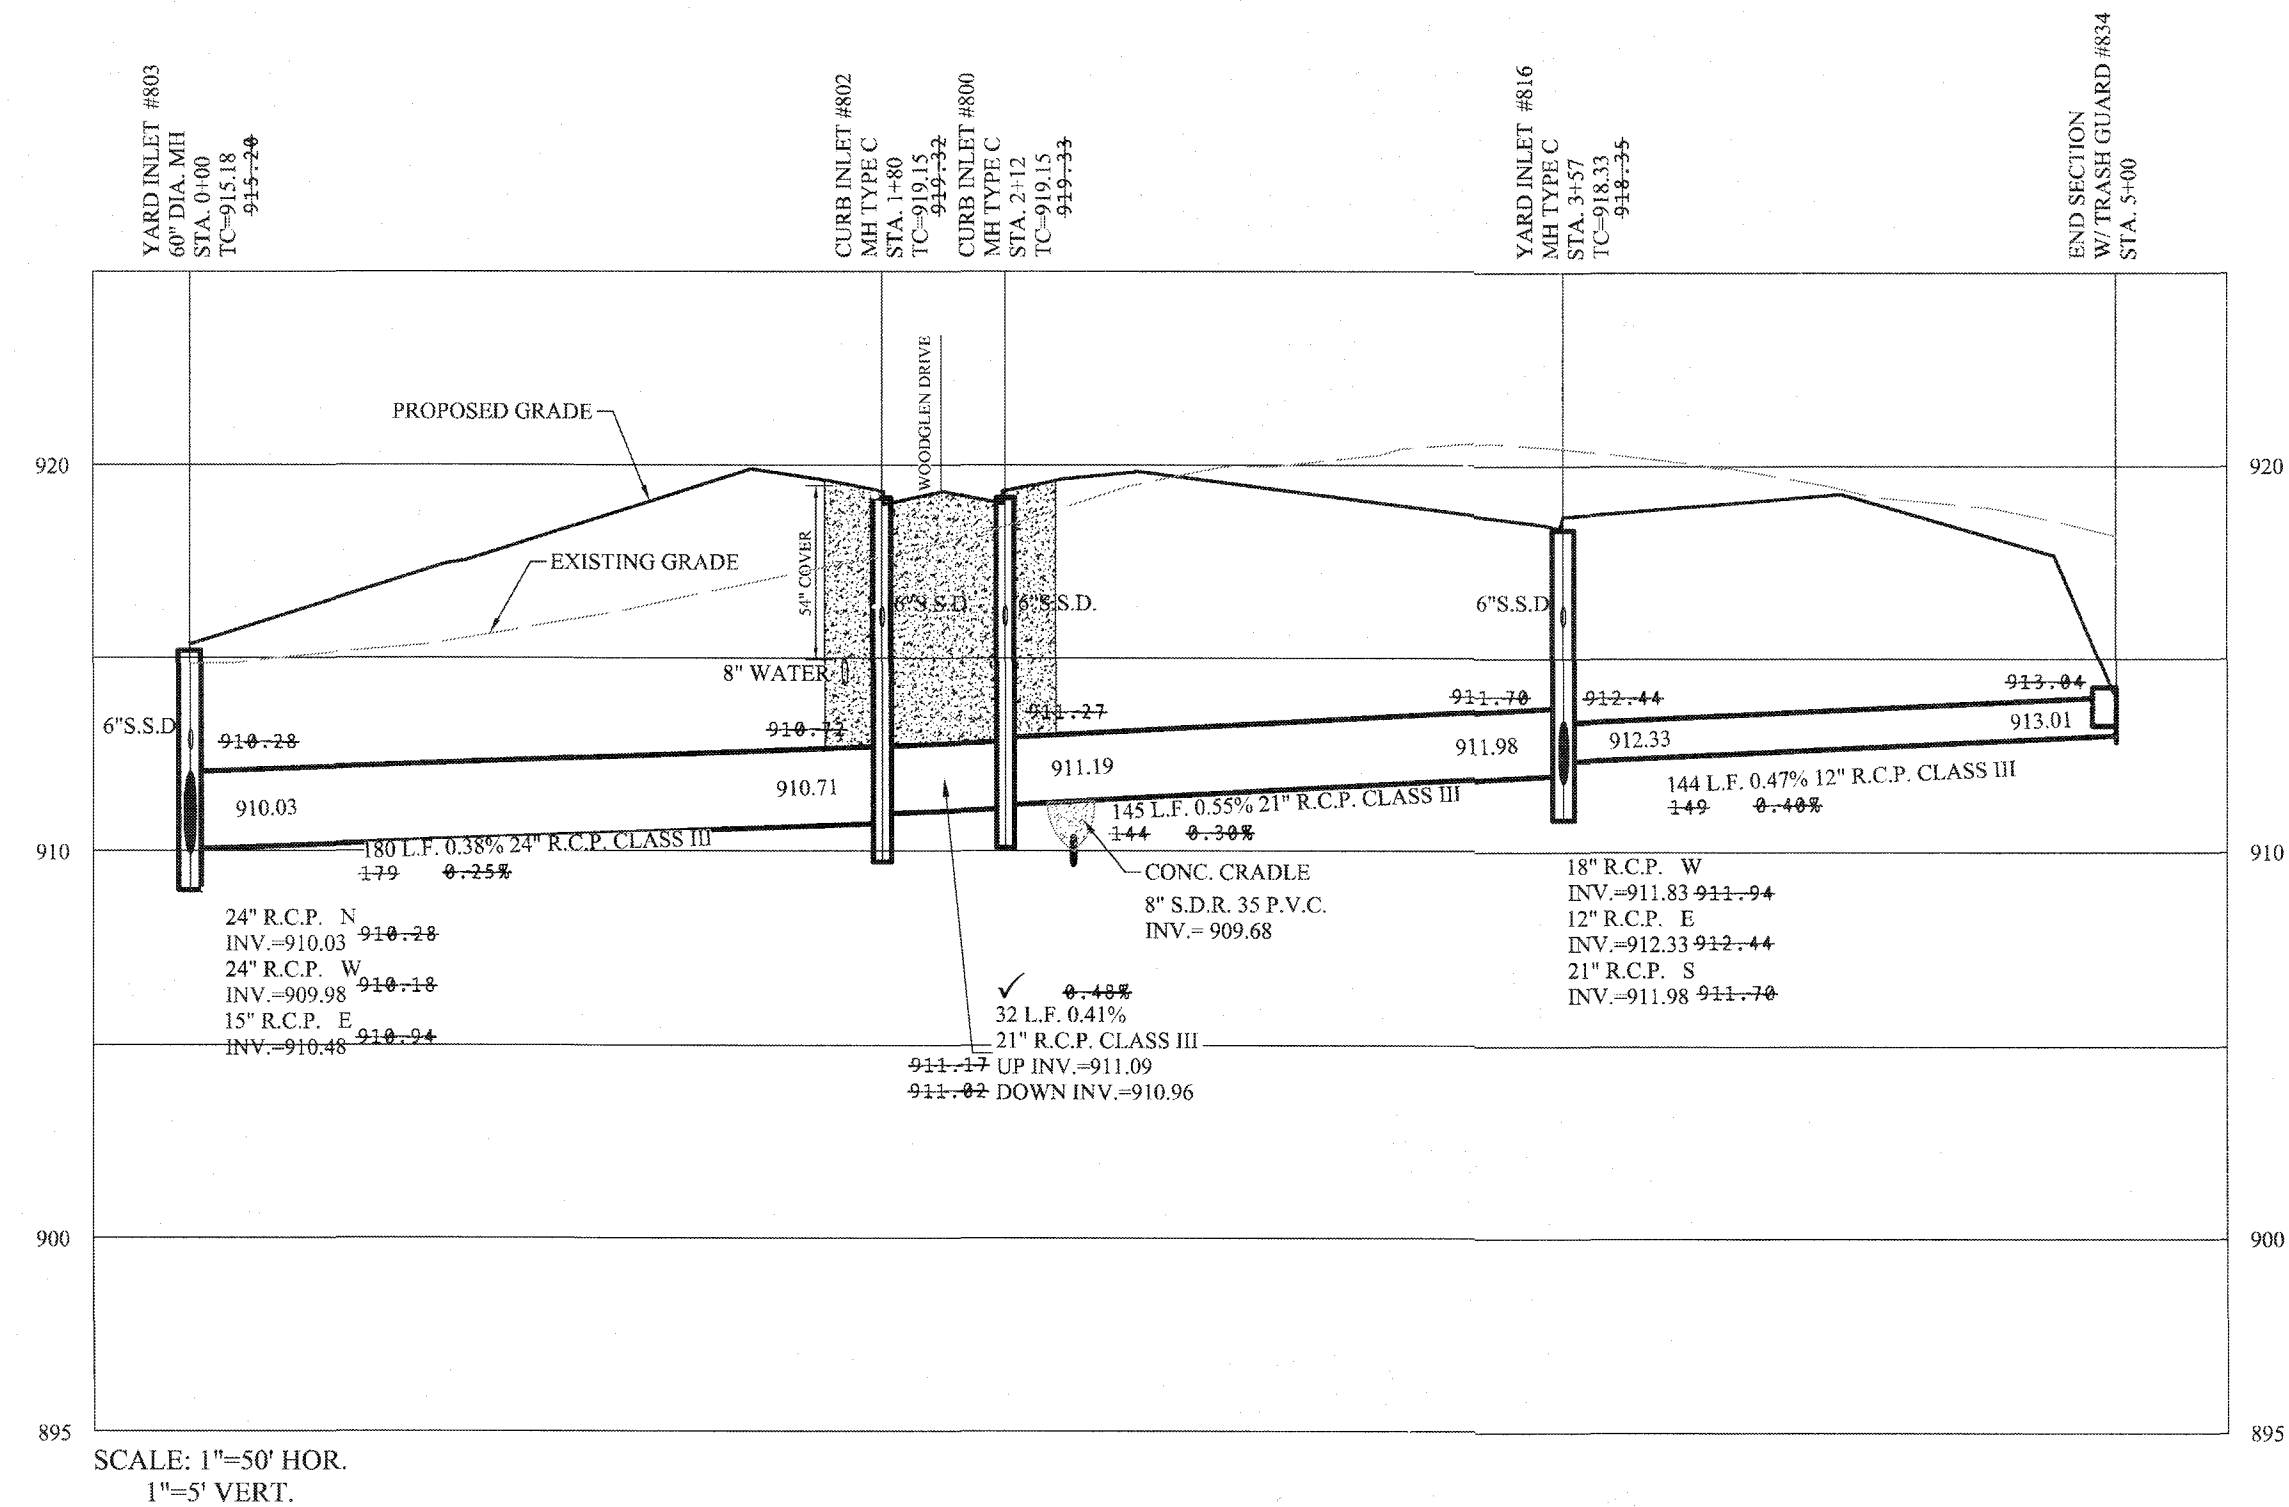 YARD INLET #803
60" DIA. MH
STA. 0+00
TC=915.18
915.20
CURB INLET #802
MH TYPE C
STA. 1+80
TC=919.15
919.32
CURB INLET #800
MH TYPE C
STA. 2+12
TC=919.15
919.33
YARD INLET #816
MH TYPE C
STA. 3+57
TC=918.33
918.35
END SECTION
W/ TRASH GUARD #834
STA. 5+00
WOODGLEN DRIVE
PROPOSED GRADE
920
920
EXISTING GRADE
54" COVER
6"S.S.D.
6"S.S.D.
6"S.S.D
8" WATER
6"S.S.D
910.28
910.72
911.27
911.70
912.44
913.04
910.03
910.71
911.19
911.98
912.33
913.01
180 L.F. 0.38% 24" R.C.P. CLASS III
179 0.25%
145 L.F. 0.55% 21" R.C.P. CLASS III
144 0.30%
144 L.F. 0.47% 12" R.C.P. CLASS III
149 0.40%
910
910
CONC. CRADLE
8" S.D.R. 35 P.V.C.
INV.= 909.68
24" R.C.P. N
INV.=910.03 910.28
24" R.C.P. W
INV.=909.98 910.18
15" R.C.P. E
INV.=910.48 910.94
18" R.C.P. W
INV.=911.83 911.94
12" R.C.P. E
INV.=912.33 912.44
21" R.C.P. S
INV.=911.98 911.70
✓ 0.48%
32 L.F. 0.41%
21" R.C.P. CLASS III
911.17 UP INV.=911.09
911.02 DOWN INV.=910.96
900
900
895
895
SCALE: 1"=50' HOR.
1"=5' VERT.